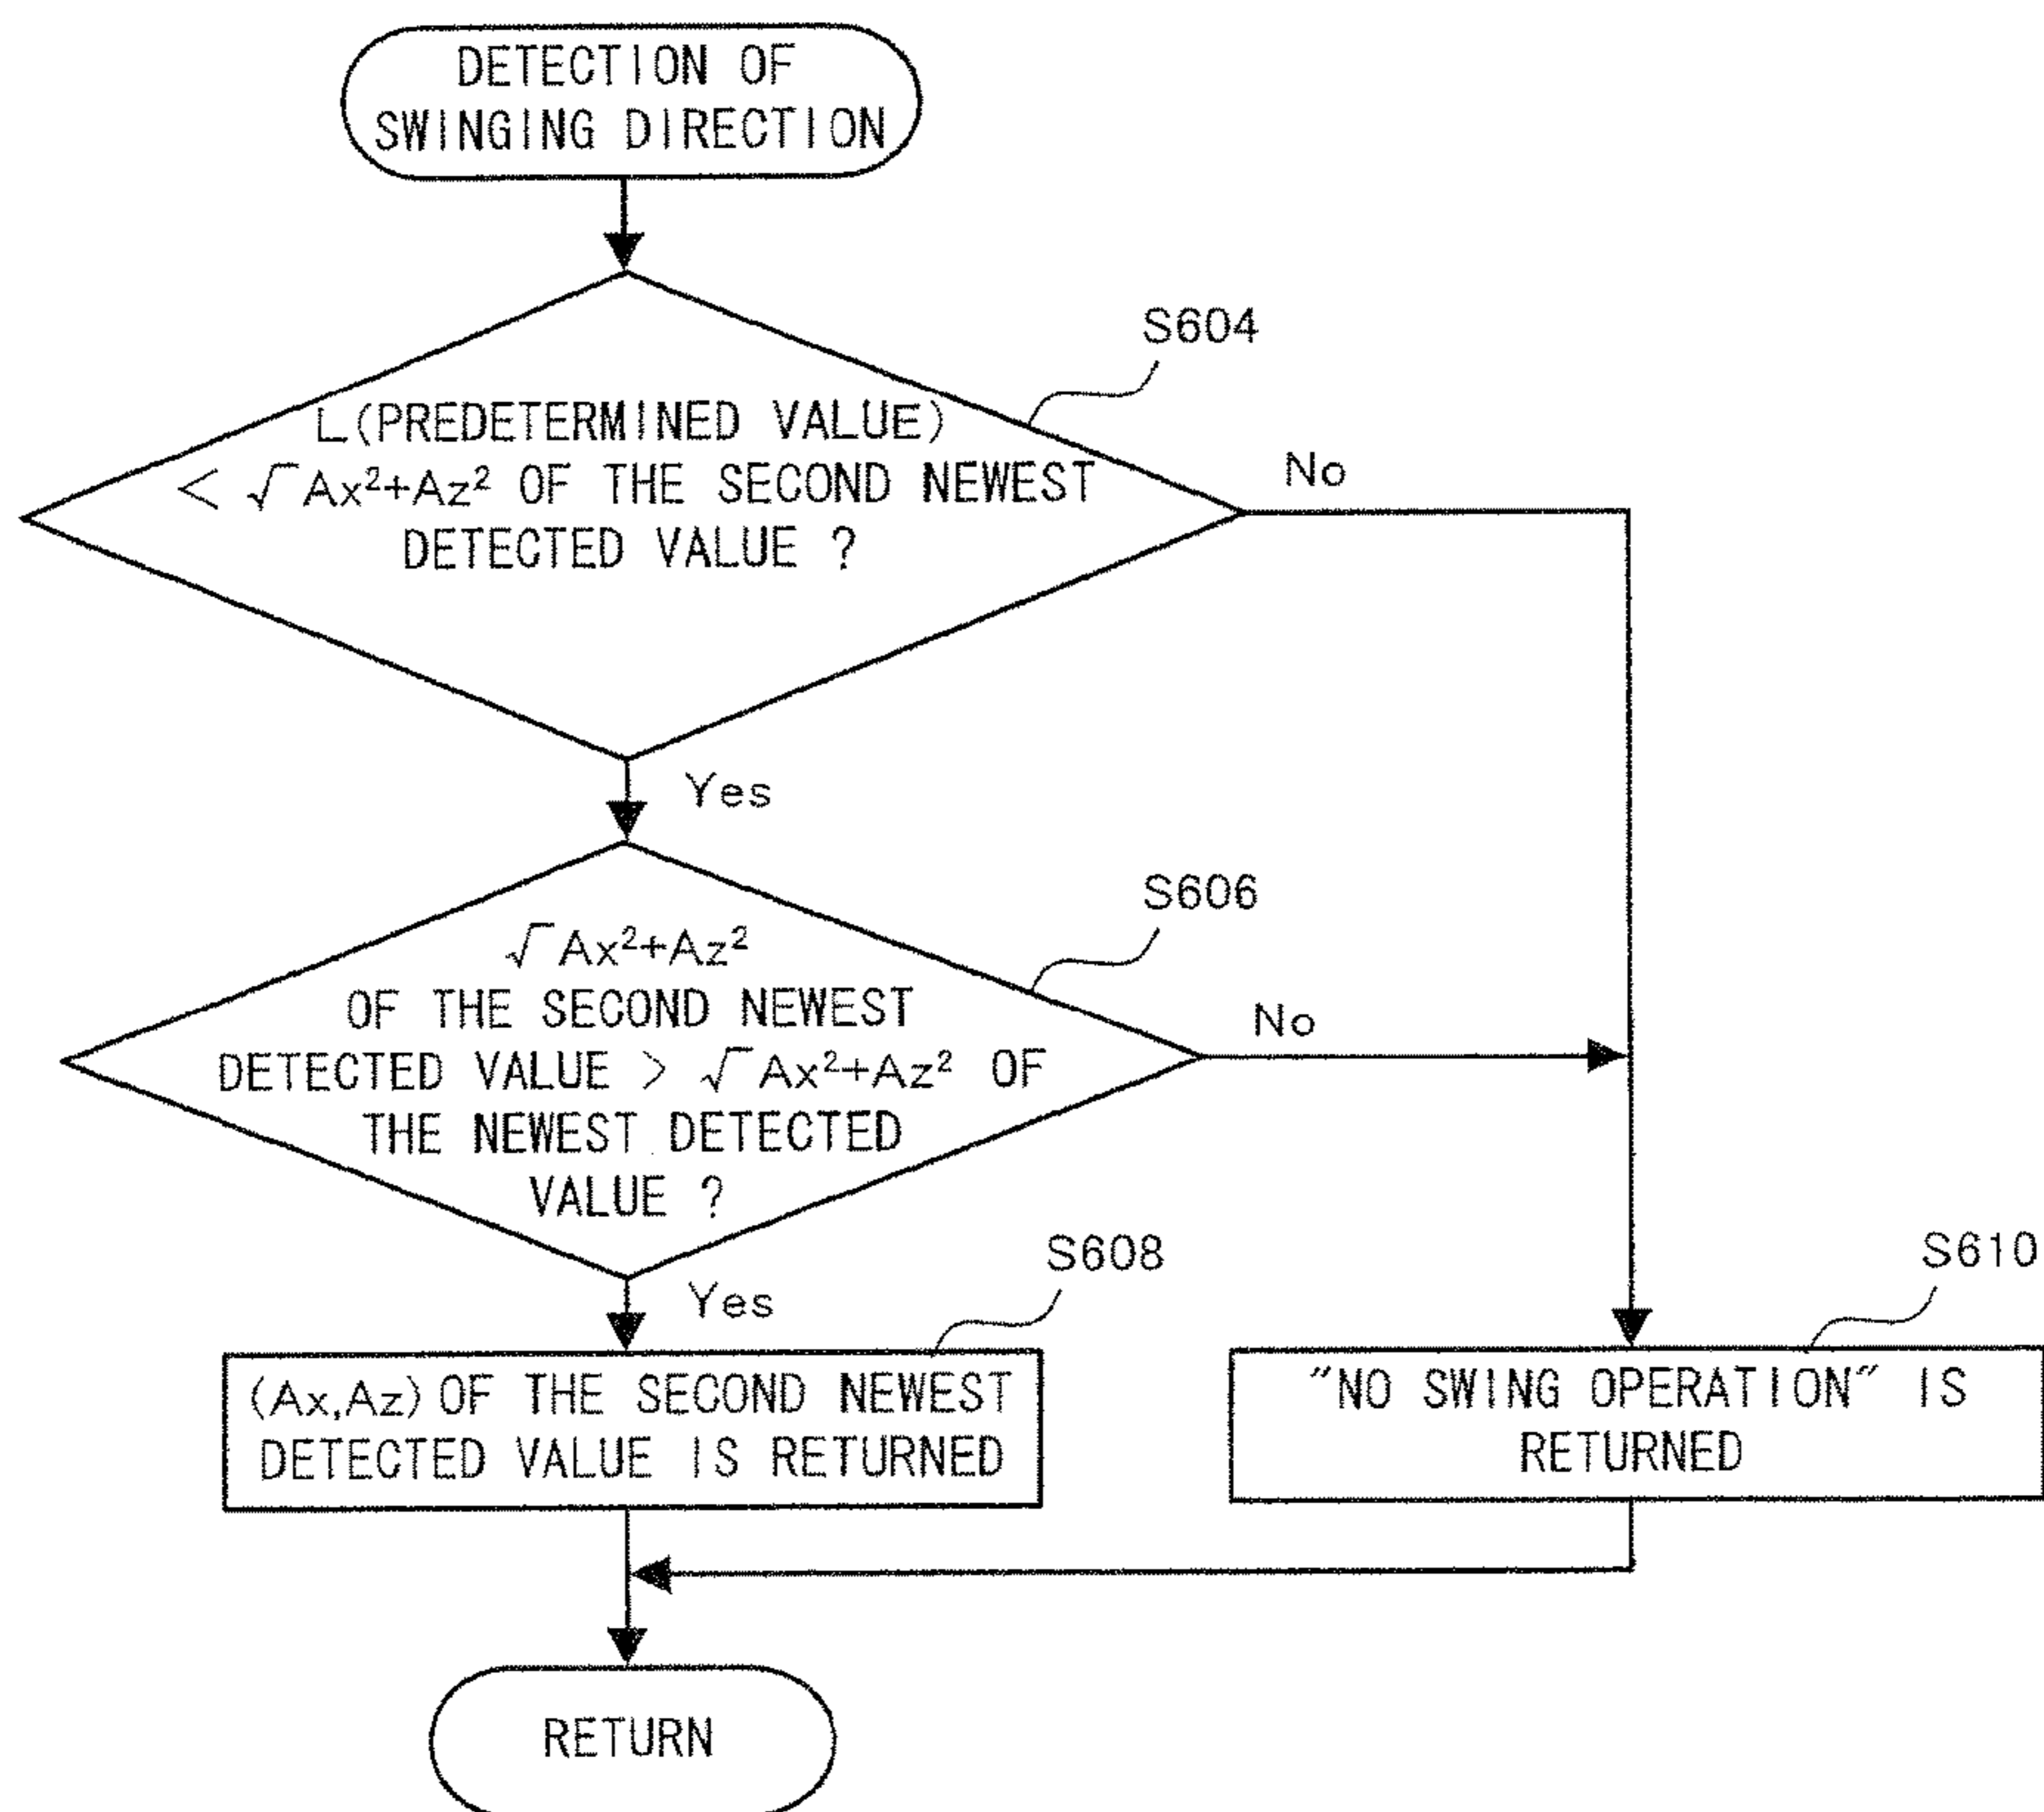 DETECTION OF
SWINGING DIRECTION
S604
L(PREDETERMINED VALUE)
< √Ax²+Az² OF THE SECOND NEWEST
DETECTED VALUE ?
No
Yes
S606
√Ax²+Az²
OF THE SECOND NEWEST
DETECTED VALUE > √Ax²+Az² OF
THE NEWEST DETECTED
VALUE ?
No
Yes
S608
(Ax,Az) OF THE SECOND NEWEST
DETECTED VALUE IS RETURNED
S610
"NO SWING OPERATION" IS
RETURNED
RETURN